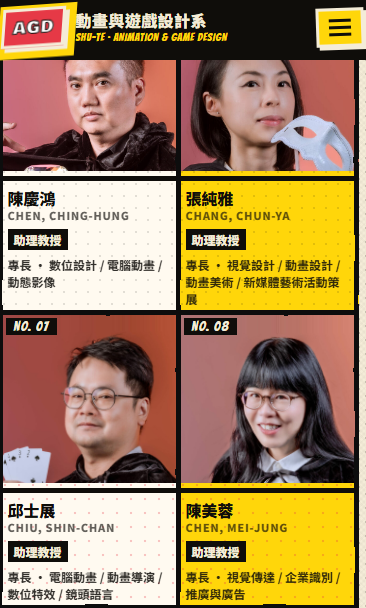 AGD
動畫與遊戲設計系
SHU-TE · ANIMATION & GAME DESIGN
陳慶鴻
CHEN, CHING-HUNG
助理教授
專長 · 數位設計 / 電腦動畫 /
動態影像
張純雅
CHANG, CHUN-YA
助理教授
專長 · 視覺設計 / 動畫設計 /
動畫美術 / 新媒體藝術活動策
展
NO. 07
邱士展
CHIU, SHIN-CHAN
助理教授
專長 · 電腦動畫 / 動畫導演 /
數位特效 / 鏡頭語言
NO. 08
陳美蓉
CHEN, MEI-JUNG
助理教授
專長 · 視覺傳達 / 企業識別 /
推廣與廣告